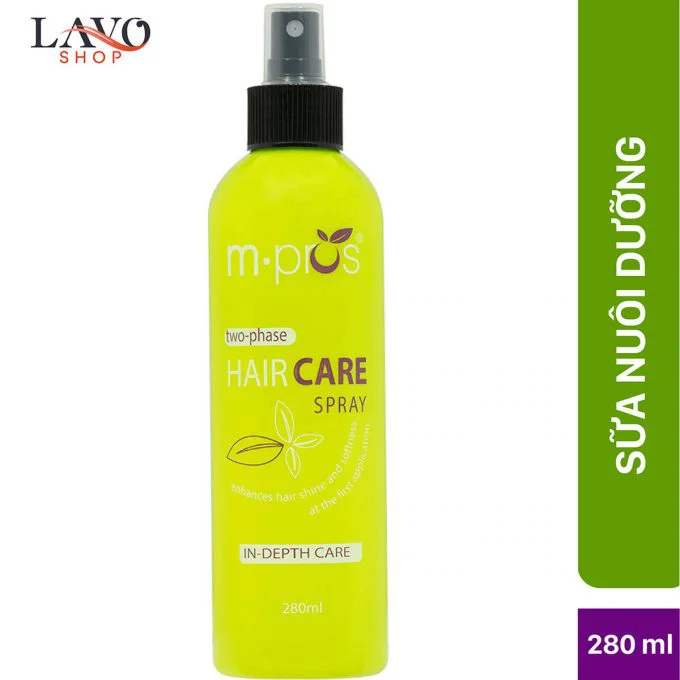 LAVO
SHOP
m·pros®
two-phase
HAIR CARE
SPRAY
enhances hair shine and softness
at the first application
IN-DEPTH CARE
280ml
SỮA NUÔI DƯỠNG
280 ml